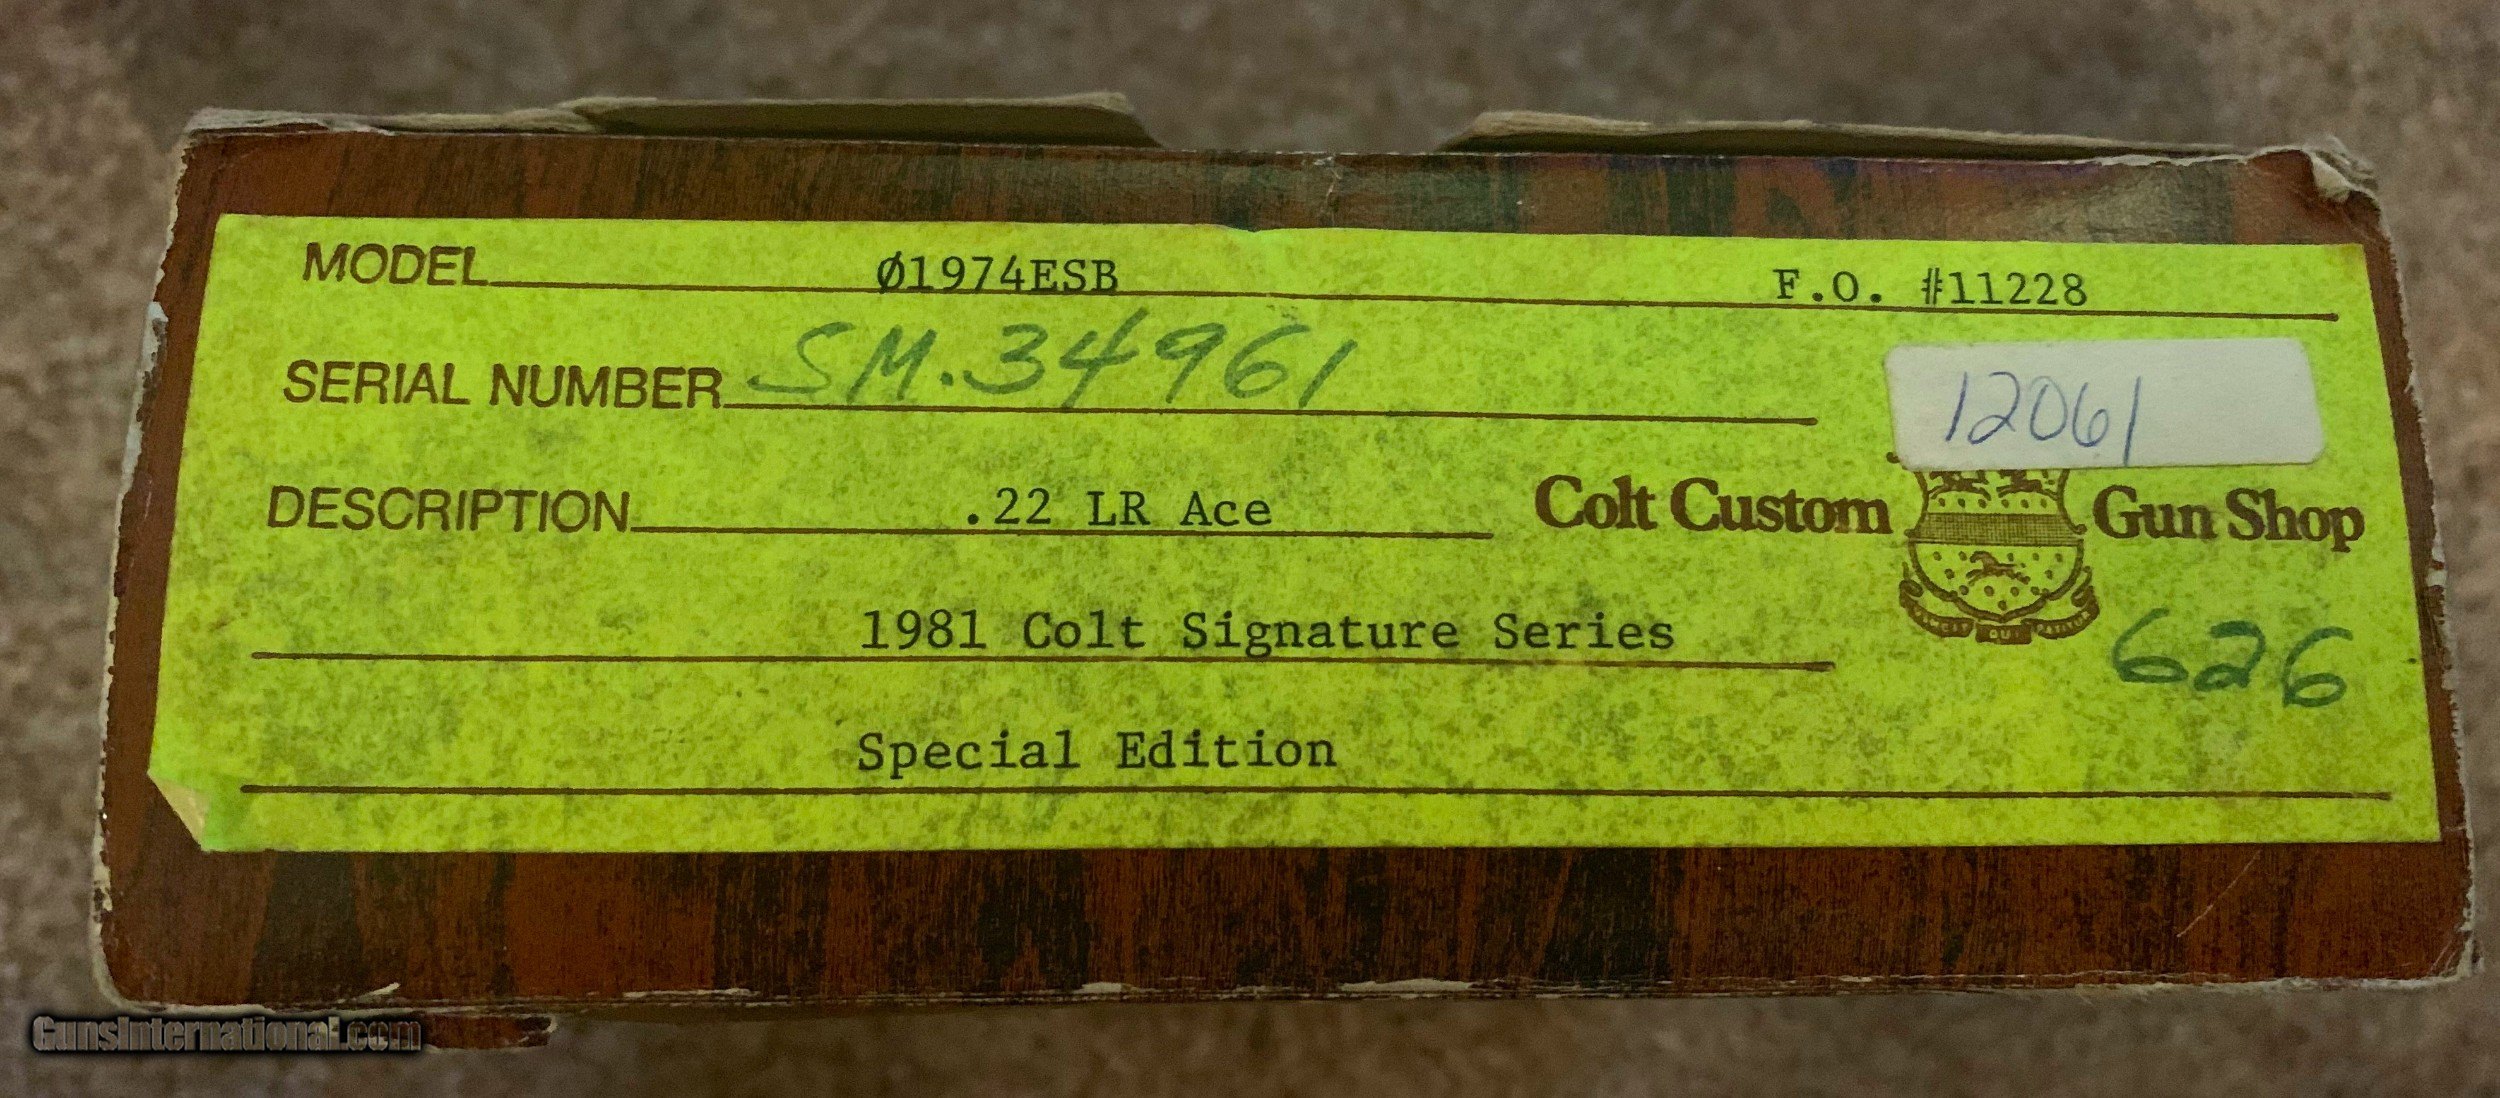 MODEL Ø1974ESB F.O. #11228
SERIAL NUMBER SM.34961
12061
DESCRIPTION .22 LR Ace
Colt Custom Gun Shop
1981 Colt Signature Series
626
Special Edition
GunsInternational.com